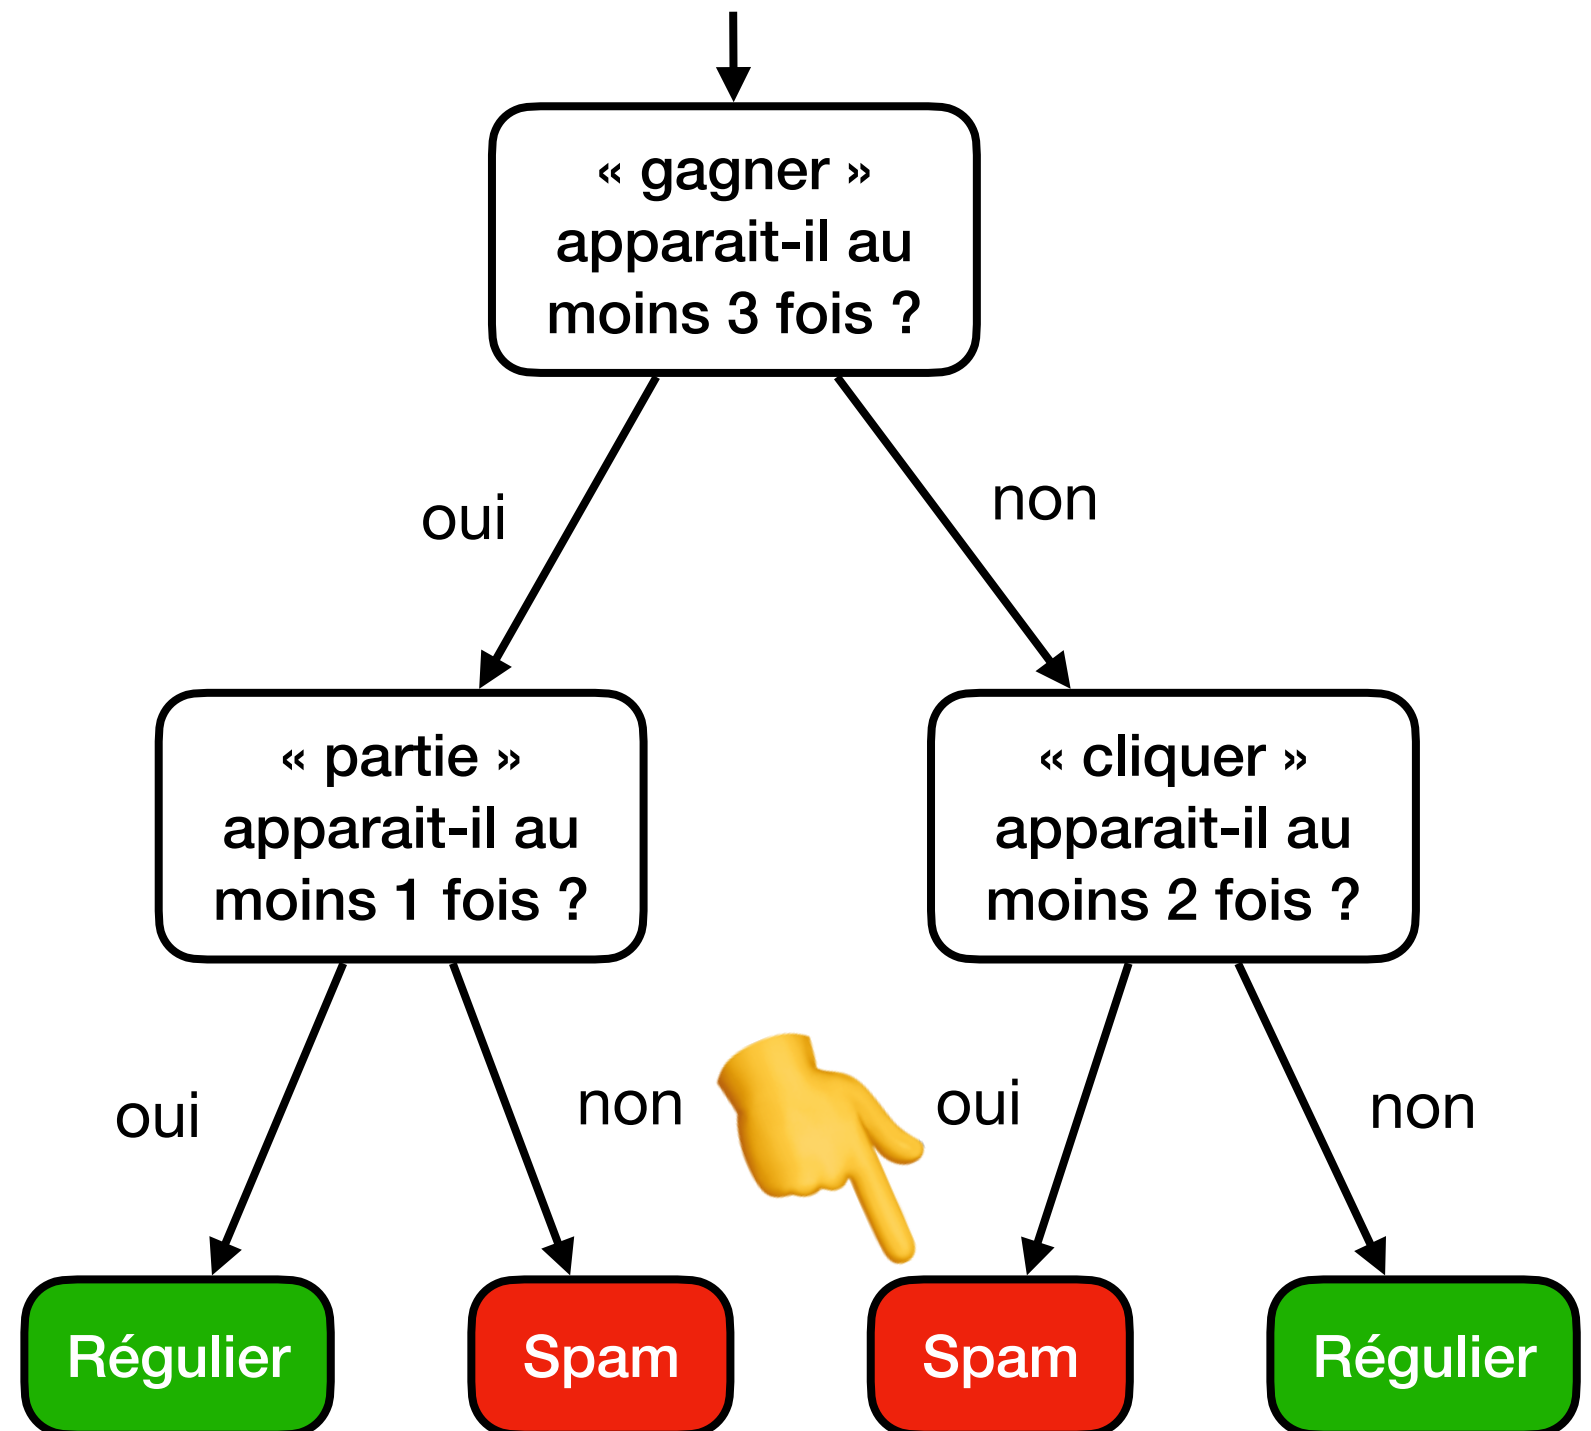 « gagner »
apparait-il au
moins 3 fois ?
oui
non
« partie »
apparait-il au
moins 1 fois ?
« cliquer »
apparait-il au
moins 2 fois ?
oui
non
oui
non
Régulier
Spam
Spam
Régulier